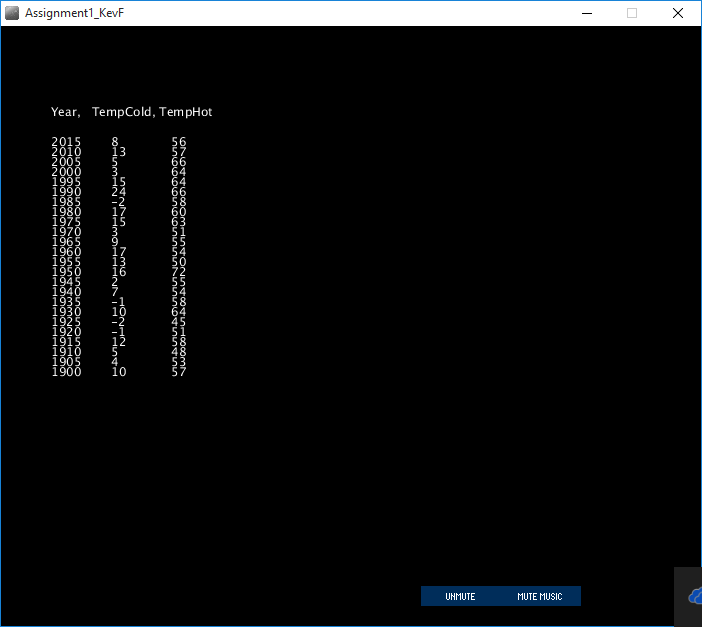 Assignment1_KevF
Year, TempCold, TempHot
2015 8 56
2010 13 57
2005 5 66
2000 3 64
1995 15 64
1990 24 66
1985 -2 58
1980 17 60
1975 15 63
1970 3 51
1965 9 55
1960 17 54
1955 13 50
1950 16 72
1945 2 55
1940 7 54
1935 -1 58
1930 10 64
1925 -2 45
1920 -1 51
1915 12 58
1910 5 48
1905 4 53
1900 10 57
UNMUTE MUTE MUSIC